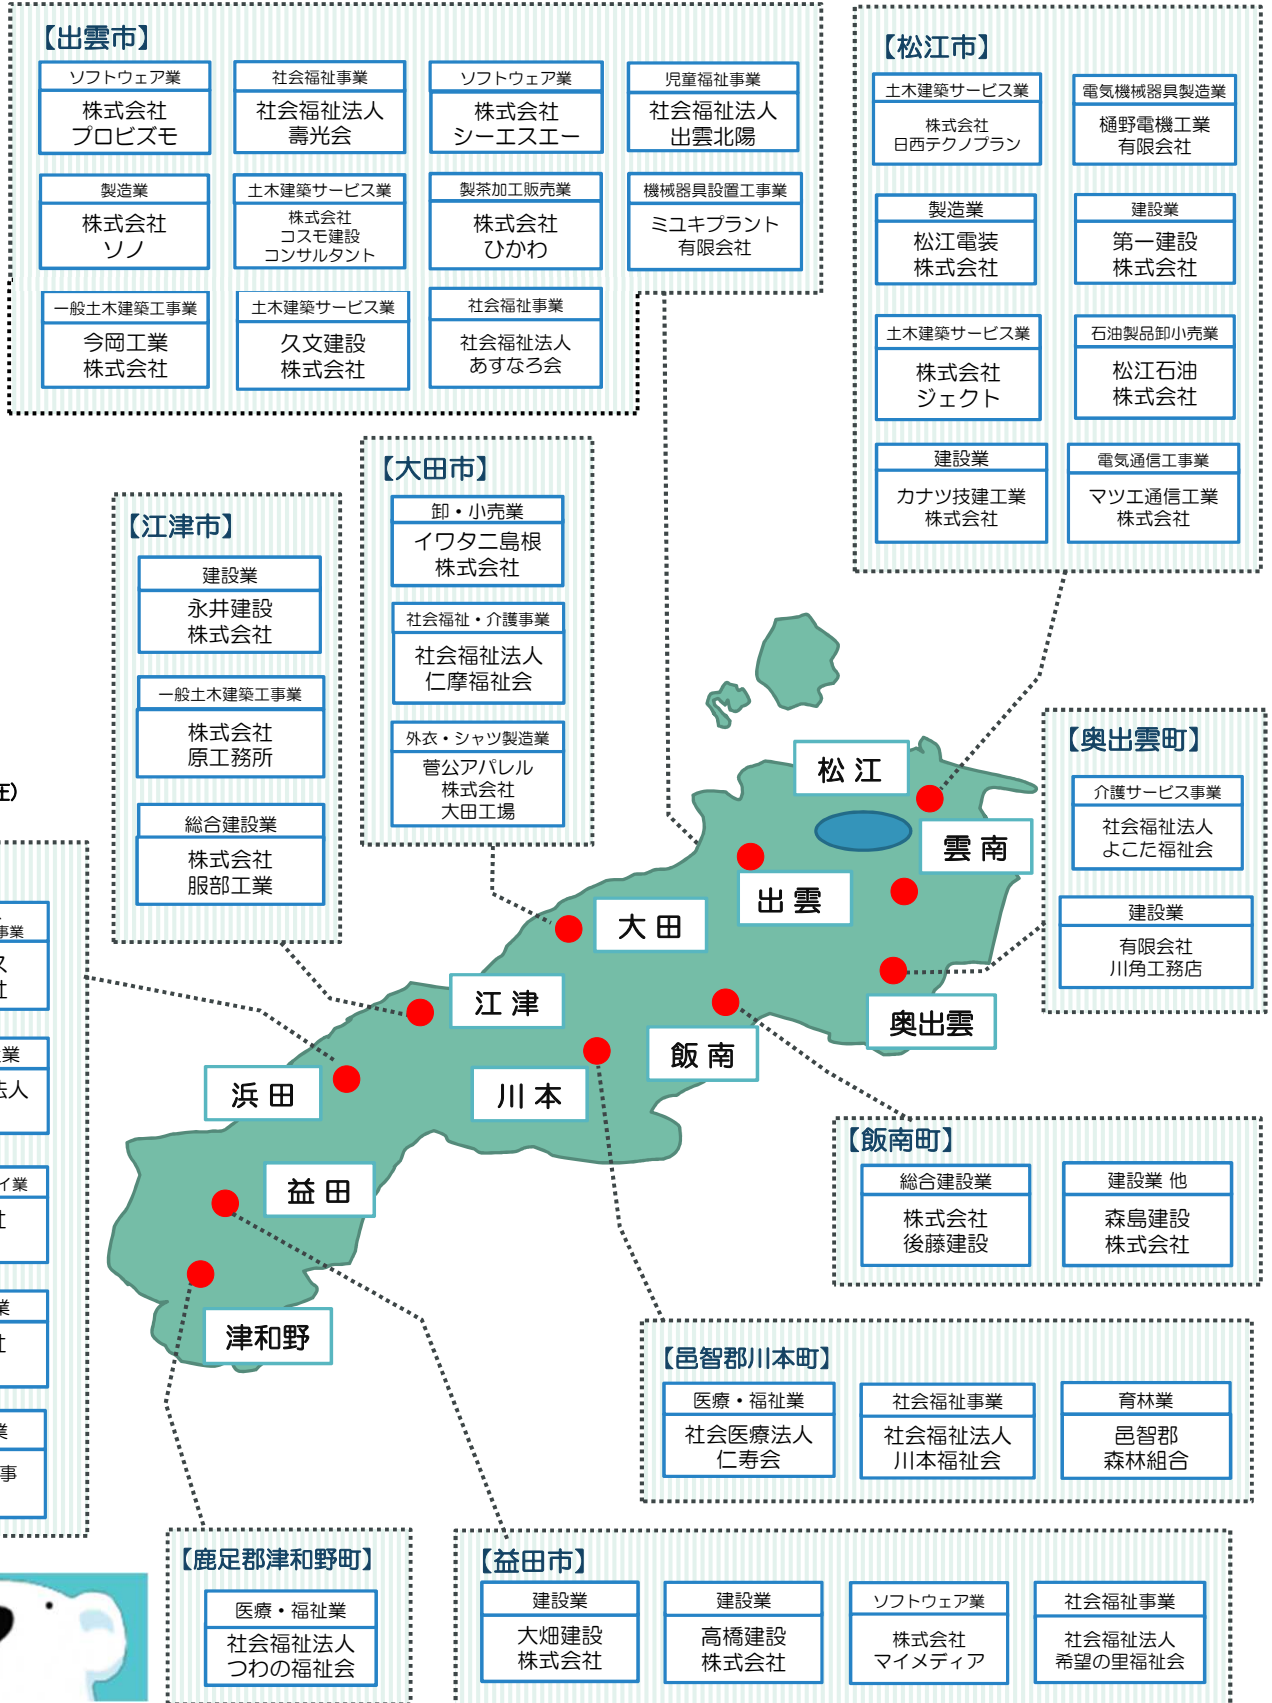 【出雲市】
ソフトウェア業
株式会社
プロビズモ
社会福祉事業
社会福祉法人
壽光会
ソフトウェア業
株式会社
シーエスエー
児童福祉事業
社会福祉法人
出雲北陽
製造業
株式会社
ソノ
土木建築サービス業
株式会社
コスモ建設
コンサルタント
製茶加工販売業
株式会社
ひかわ
機械器具設置工事業
ミユキプラント
有限会社
一般土木建築工事業
今岡工業
株式会社
土木建築サービス業
久文建設
株式会社
社会福祉事業
社会福祉法人
あすなろ会
【松江市】
土木建築サービス業
株式会社
日西テクノプラン
電気機械器具製造業
樋野電機工業
有限会社
製造業
松江電装
株式会社
建設業
第一建設
株式会社
土木建築サービス業
株式会社
ジェクト
石油製品卸小売業
松江石油
株式会社
建設業
カナツ技建工業
株式会社
電気通信工事業
マツエ通信工業
株式会社
【大田市】
卸・小売業
イワタニ島根
株式会社
社会福祉・介護事業
社会福祉法人
仁摩福祉会
外衣・シャツ製造業
菅公アパレル
株式会社
大田工場
【江津市】
建設業
永井建設
株式会社
一般土木建築工事業
株式会社
原工務所
総合建設業
株式会社
服部工業
在)
事業
ス
社
業
法人
イ業
社
業
社
業
事
松江
雲南
出雲
大田
江津
奥出雲
飯南
川本
浜田
益田
津和野
【奥出雲町】
介護サービス事業
社会福祉法人
よこた福祉会
建設業
有限会社
川角工務店
【飯南町】
総合建設業
株式会社
後藤建設
建設業 他
森島建設
株式会社
【邑智郡川本町】
医療・福祉業
社会医療法人
仁寿会
社会福祉事業
社会福祉法人
川本福祉会
育林業
邑智郡
森林組合
【鹿足郡津和野町】
医療・福祉業
社会福祉法人
つわの福祉会
【益田市】
建設業
大畑建設
株式会社
建設業
高橋建設
株式会社
ソフトウェア業
株式会社
マイメディア
社会福祉事業
社会福祉法人
希望の里福祉会